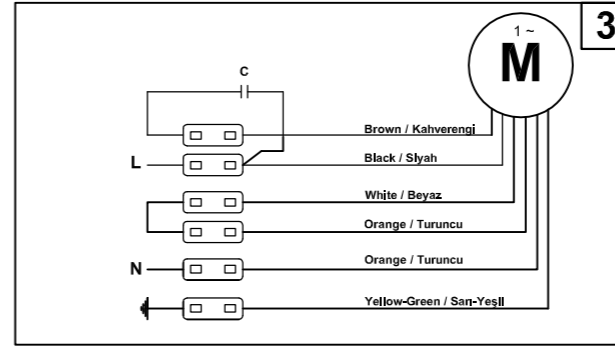 3
1 ~
M
C
Brown / Kahverengi
L
Black / Siyah
White / Beyaz
Orange / Turuncu
N
Orange / Turuncu
Yellow-Green / Sarı-Yeşil